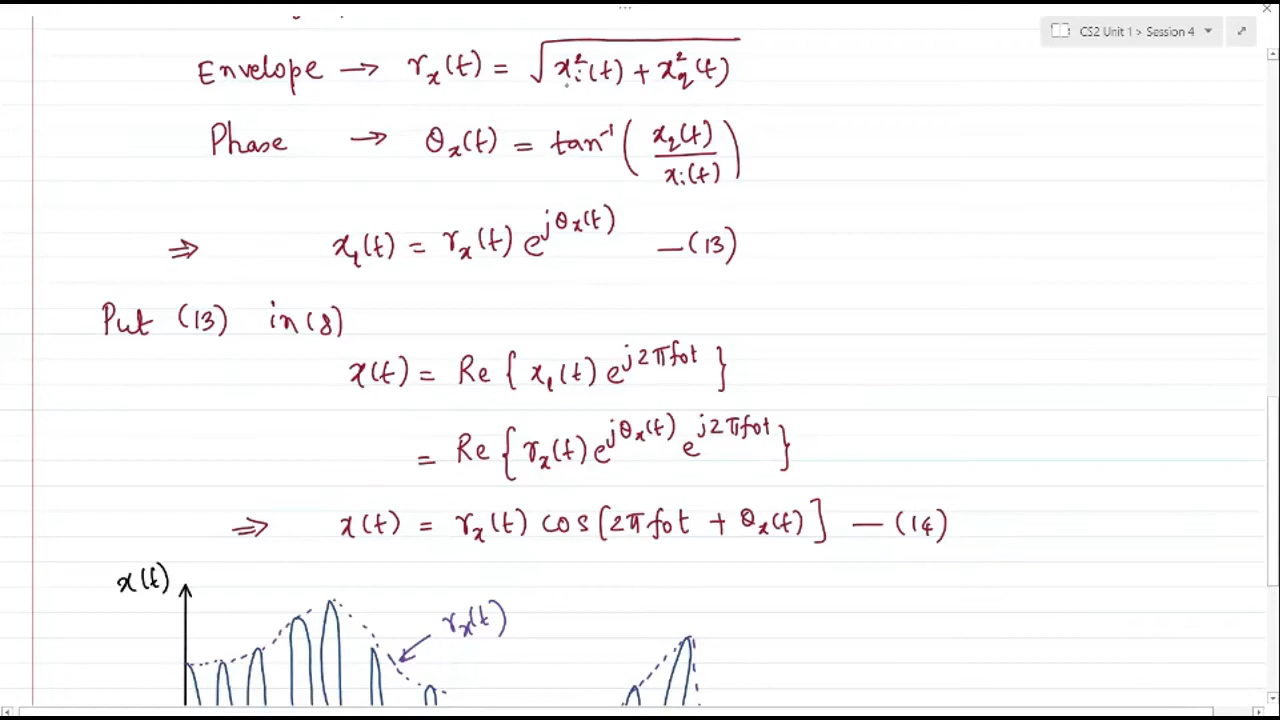 CS2 Unit 1 > Session 4
Envelope → r_x(t) = √(x_i²(t) + x_q²(t))
Phase → θ_x(t) = tan⁻¹(x_q(t)/x_i(t))
⇒ x_l(t) = r_x(t) e^{jθ_x(t)} —(13)
Put (13) in (8)
x(t) = Re{x_l(t) e^{j2πf₀t}}
= Re{r_x(t) e^{jθ_x(t)} e^{j2πf₀t}}
⇒ x(t) = r_x(t) cos[2πf₀t + θ_x(t)] —(14)
x(t)
r_x(t)